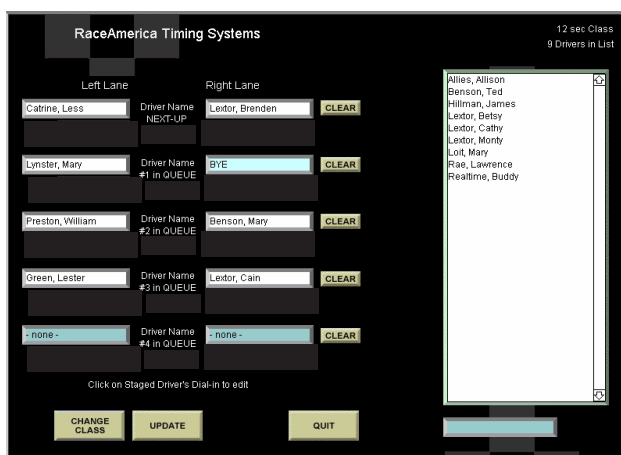 RaceAmerica Timing Systems
12 sec Class
9 Drivers in List
Left Lane
Right Lane
Catrine, Less
Driver Name
NEXT-UP
Lextor, Brenden
CLEAR
Lynster, Mary
Driver Name
#1 in QUEUE
BYE
CLEAR
Preston, William
Driver Name
#2 in QUEUE
Benson, Mary
CLEAR
Green, Lester
Driver Name
#3 in QUEUE
Lextor, Cain
CLEAR
- none -
Driver Name
#4 in QUEUE
- none -
CLEAR
Click on Staged Driver's Dial-in to edit
CHANGE
CLASS
UPDATE
QUIT
Allies, Allison
Benson, Ted
Hillman, James
Lextor, Betsy
Lextor, Cathy
Lextor, Monty
Loit, Mary
Rae, Lawrence
Realtime, Buddy